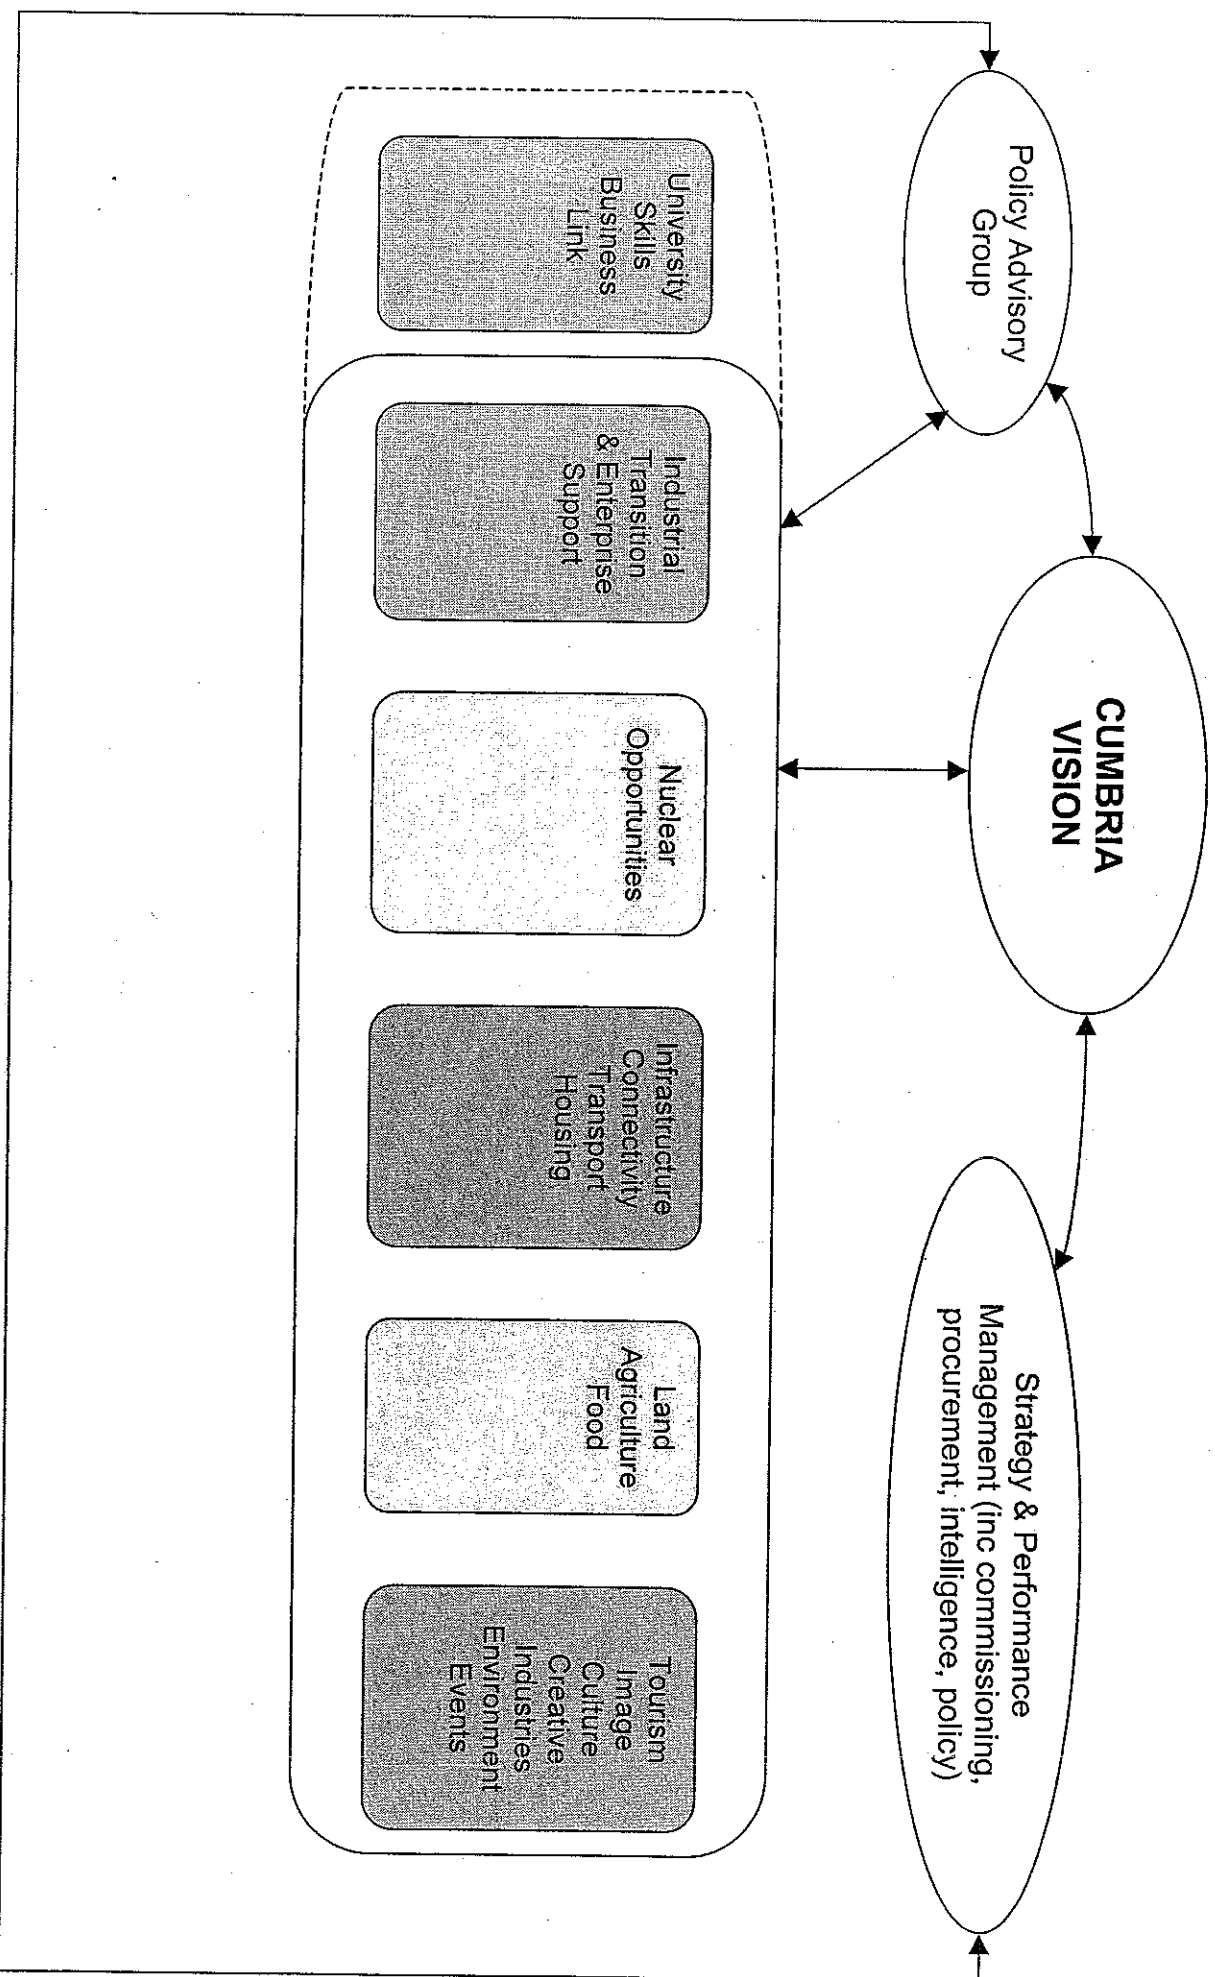 CUMBRIA
VISION
Policy Advisory
Group
Strategy & Performance
Management (inc commissioning,
procurement, intelligence, policy)
University
Skills
Business
Link
Industrial
Transition
& Enterprise
Support
Nuclear
Opportunities
Infrastructure
Connectivity
Transport
Housing
Land
Agriculture
Food
Tourism
Image
Culture
Creative
Industries
Environment
Events